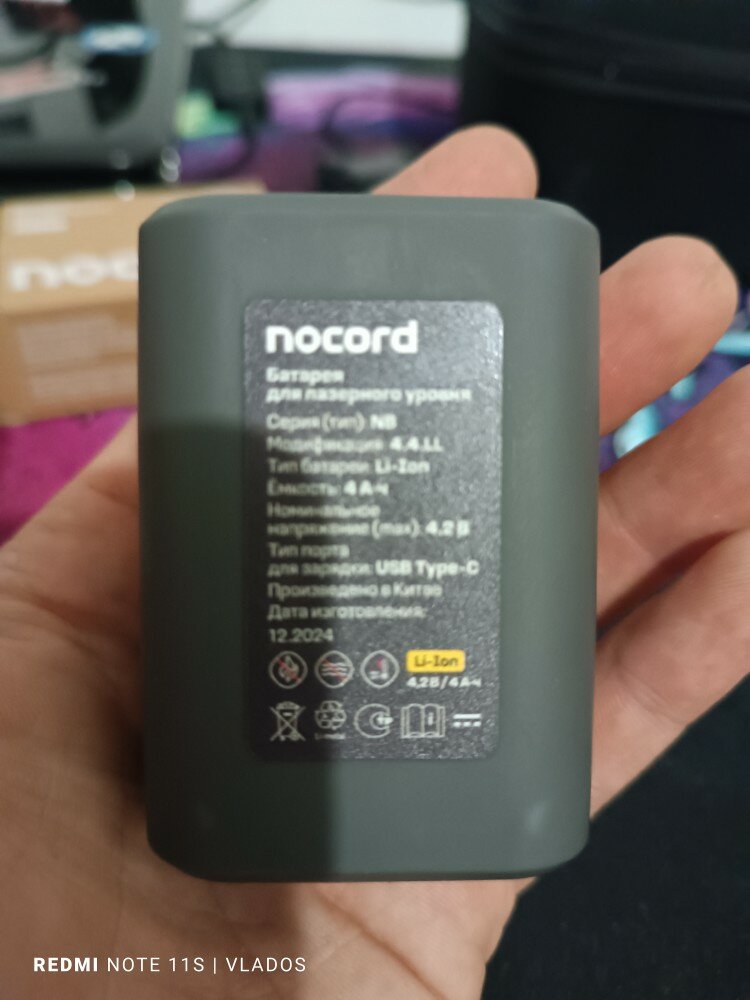 nocord
Батарея
для лазерного уровня
Серия (тип): NB
Модификация: 4.4.LL
Тип батареи: Li-Ion
Ёмкость: 4 А·ч
Номинальное
напряжение (max): 4.2 В
Тип порта
для зарядки: USB Type-C
Произведено в Китае
Дата изготовления:
12.2024
Li-Ion
4,2В/4А·ч
noc
REDMI NOTE 11S | VLADOS